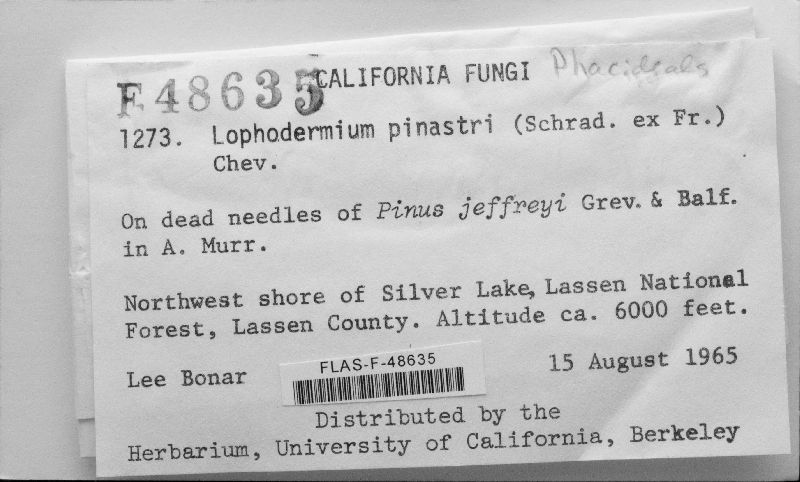 F48635 CALIFORNIA FUNGI Phacideals
1273. Lophodermium pinastri (Schrad. ex Fr.)
Chev.
On dead needles of Pinus jeffreyi Grev. & Balf.
in A. Murr.
Northwest shore of Silver Lake, Lassen National
Forest, Lassen County. Altitude ca. 6000 feet.
Lee Bonar
FLAS-F-48635
15 August 1965
Distributed by the
Herbarium, University of California, Berkeley